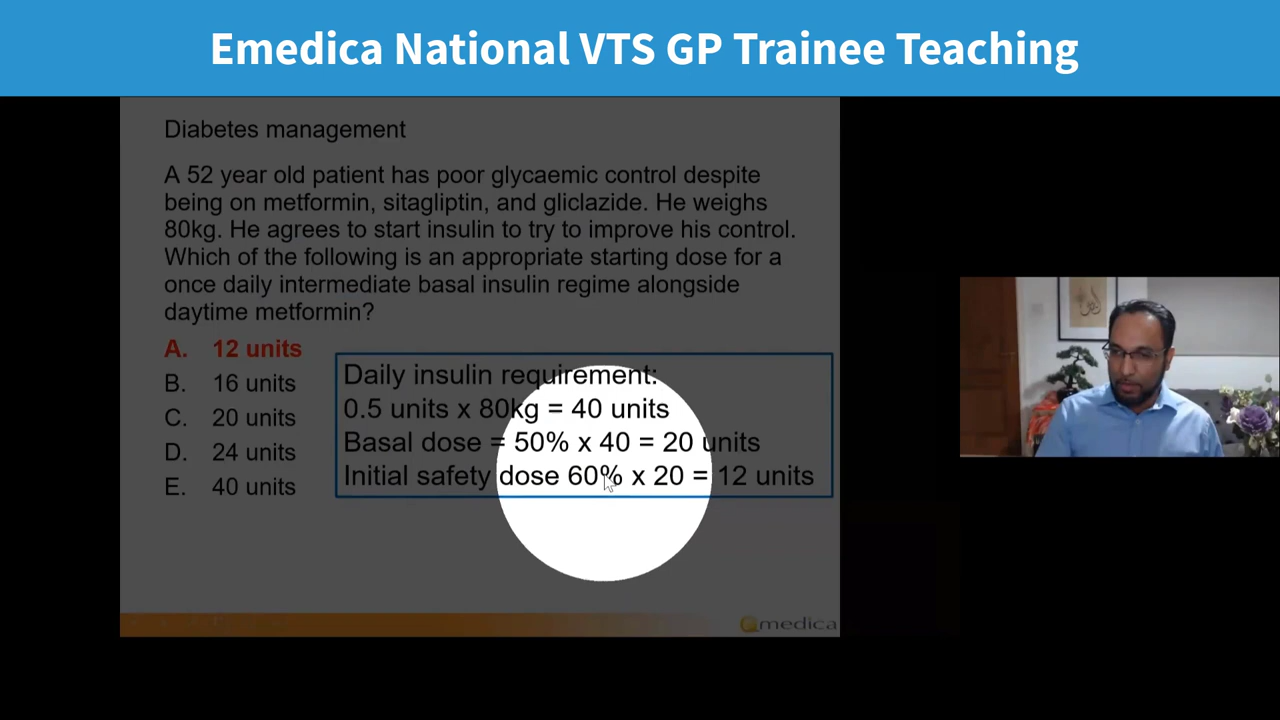 Emedica National VTS GP Trainee Teaching
Diabetes management
A 52 year old patient has poor glycaemic control despite
being on metformin, sitagliptin, and gliclazide. He weighs
80kg. He agrees to start insulin to try to improve his control.
Which of the following is an appropriate starting dose for a
once daily intermediate basal insulin regime alongside
daytime metformin?
A. 12 units
B. 16 units
C. 20 units
D. 24 units
E. 40 units
Daily insulin requirement:
0.5 units x 80kg = 40 units
Basal dose = 50% x 40 = 20 units
Initial safety dose 60% x 20 = 12 units
emedica